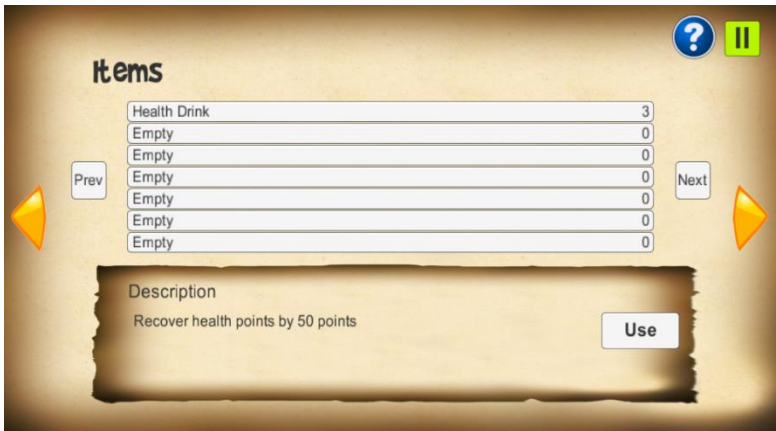 Items
Health Drink 3
Empty 0
Empty 0
Empty 0
Prev
Next
Empty 0
Empty 0
Empty 0
Description
Recover health points by 50 points
Use
?